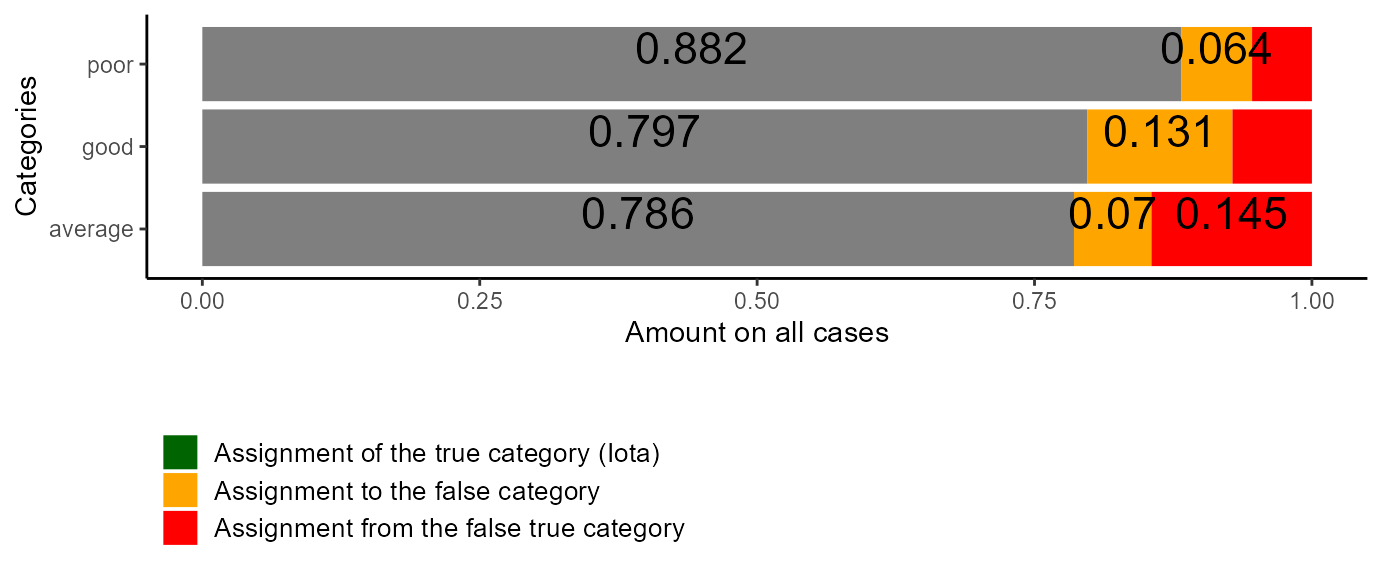 Categories
poor
0.882
0.064
good
0.797
0.131
average
0.786
0.07
0.145
0.00
0.25
0.50
0.75
1.00
Amount on all cases
Assignment of the true category (Iota)
Assignment to the false category
Assignment from the false true category